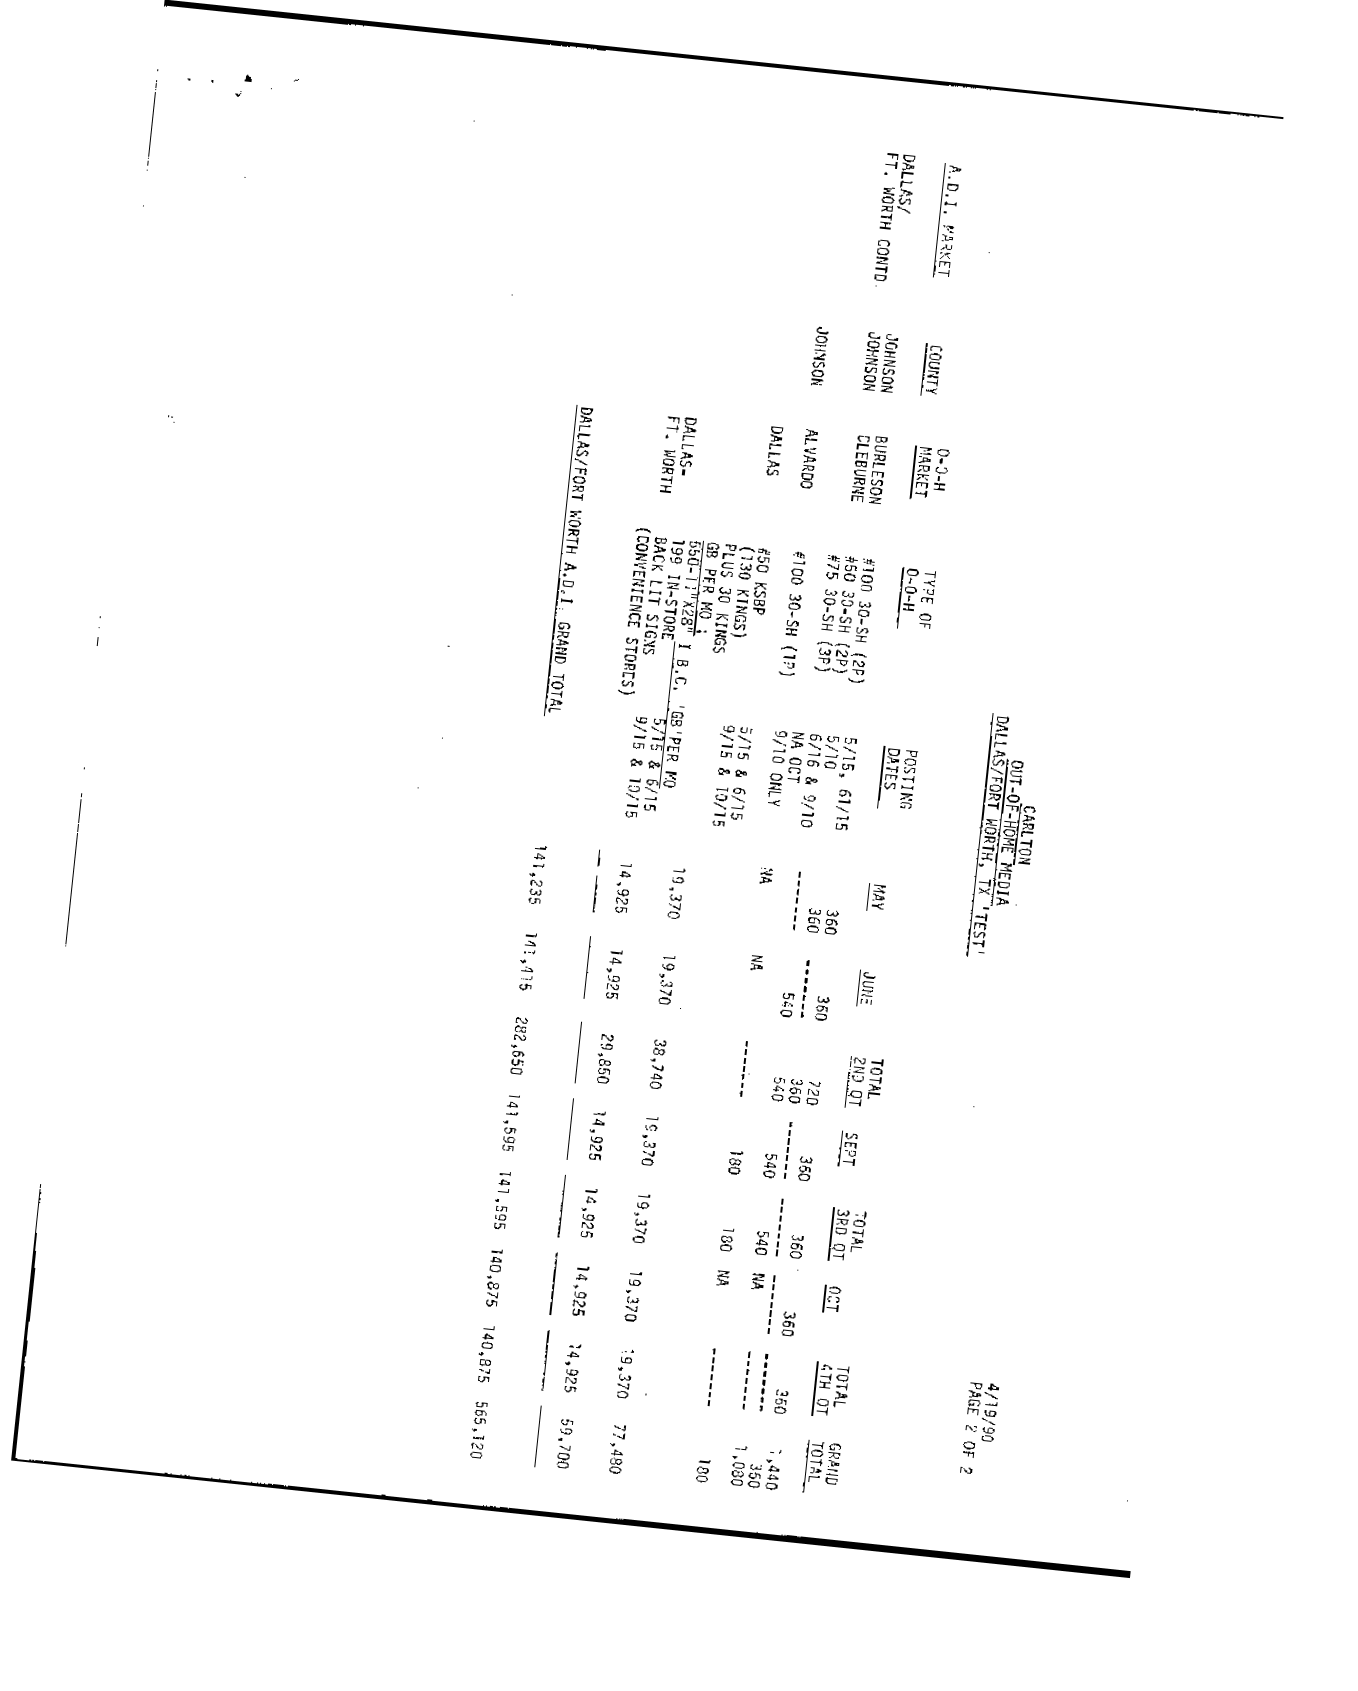 CARLTON
OUT-OF-HOME MEDIA
DALLAS/FORT WORTH, TX 'TEST'
4/19/90
PAGE 2 OF 2
A.D.I. MARKET COUNTY O-O-H MARKET TYPE OF O-O-H POSTING DATES MAY JUNE TOTAL 2ND QT SEPT TOTAL 3RD QT OCT TOTAL 4TH QT GRAND TOTAL
DALLAS/
FT. WORTH CONTD
JOHNSON BURLESON #100 30-SH (2P) 5/15, 61/15 360 360 720 360 360 360 360 1,440
JOHNSON CLEBURNE #50 30-SH (2P) 5/10 360 ------ 360 ------ ------ ------ ------ 360
#75 30-SH (3P) 6/16 & 9/10 ------ 540 540 540 540 NA ------ 1,080
NA OCT
JOHNSON ALVARDO #100 30-SH (1P) 9/10 ONLY NA NA ------ 180 180 NA ------ 180
DALLAS #50 KSBP
(130 KINGS) 5/15 & 6/15
PLUS 30 KINGS 9/15 & 10/15
GB PER MO ; 19,370 19,370 38,740 19,370 19,370 19,370 19,370 77,480
X28" I B.C. 'GB'PER MO
DALLAS-
FT. WORTH 199 IN-STORE
BACK LIT SIGNS 5/15 & 6/15
(CONVENIENCE STORES) 9/15 & 10/15 14,925 14,925 29,850 14,925 14,925 14,925 14,925 59,700
DALLAS/FORT WORTH A.D.I. GRAND TOTAL 141,235 141,415 282,650 141,595 141,595 140,875 140,875 565,120